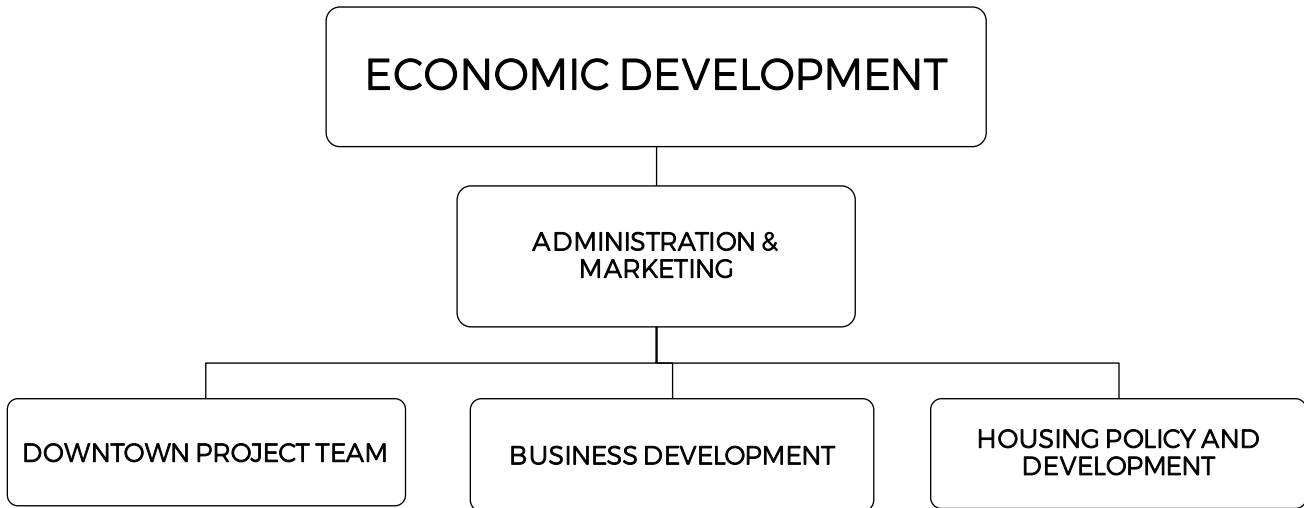 ECONOMIC DEVELOPMENT
ADMINISTRATION &
MARKETING
DOWNTOWN PROJECT TEAM
BUSINESS DEVELOPMENT
HOUSING POLICY AND
DEVELOPMENT